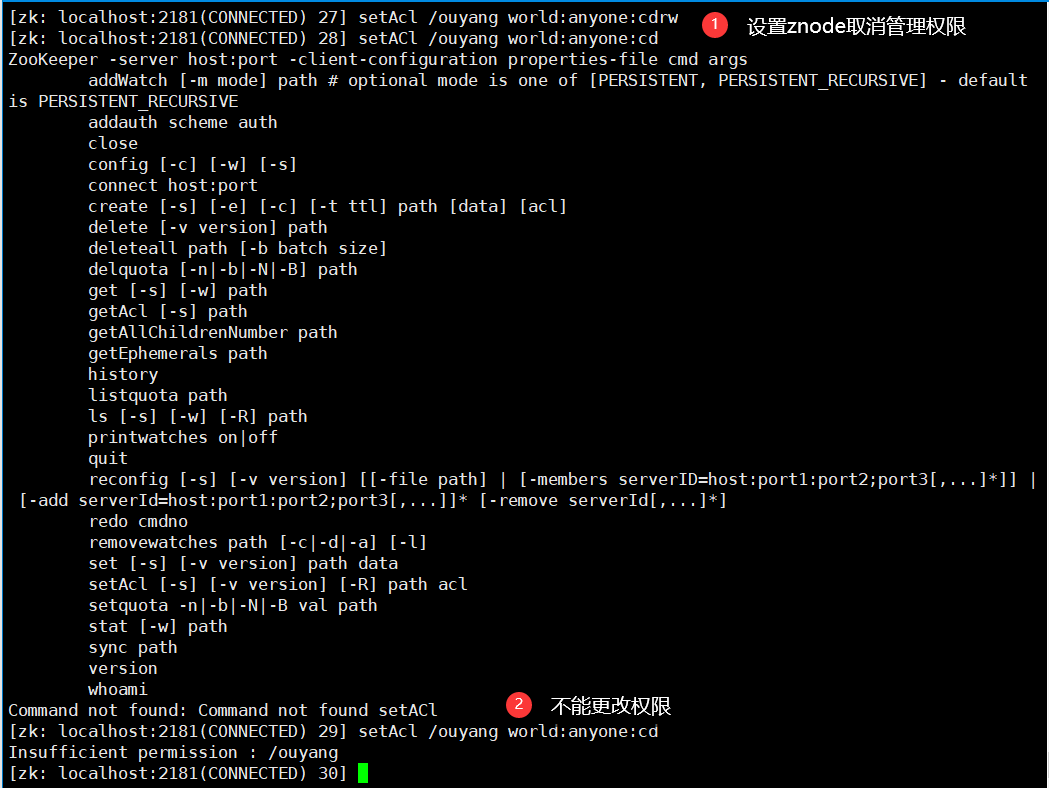 [zk: localhost:2181(CONNECTED) 27] setAcl /ouyang world:anyone:cdrw 1 设置znode取消管理权限
[zk: localhost:2181(CONNECTED) 28] setACl /ouyang world:anyone:cd
ZooKeeper -server host:port -client-configuration properties-file cmd args
addWatch [-m mode] path # optional mode is one of [PERSISTENT, PERSISTENT_RECURSIVE] - default
is PERSISTENT_RECURSIVE
addauth scheme auth
close
config [-c] [-w] [-s]
connect host:port
create [-s] [-e] [-c] [-t ttl] path [data] [acl]
delete [-v version] path
deleteall path [-b batch size]
delquota [-n|-b|-N|-B] path
get [-s] [-w] path
getAcl [-s] path
getAllChildrenNumber path
getEphemerals path
history
listquota path
ls [-s] [-w] [-R] path
printwatches on|off
quit
reconfig [-s] [-v version] [[-file path] | [-members serverID=host:port1:port2;port3[,...]*]] |
[-add serverId=host:port1:port2;port3[,...]]* [-remove serverId[,...]*]
redo cmdno
removewatches path [-c|-d|-a] [-l]
set [-s] [-v version] path data
setAcl [-s] [-v version] [-R] path acl
setquota -n|-b|-N|-B val path
stat [-w] path
sync path
version
whoami
Command not found: Command not found setACl 2 不能更改权限
[zk: localhost:2181(CONNECTED) 29] setAcl /ouyang world:anyone:cd
Insufficient permission : /ouyang
[zk: localhost:2181(CONNECTED) 30]